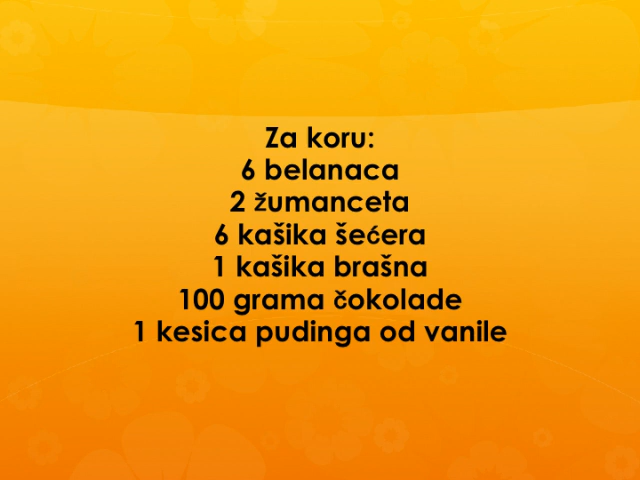 Za koru:
6 belanaca
2 žumanceta
6 kašika šećera
1 kašika brašna
100 grama čokolade
1 kesica pudinga od vanile